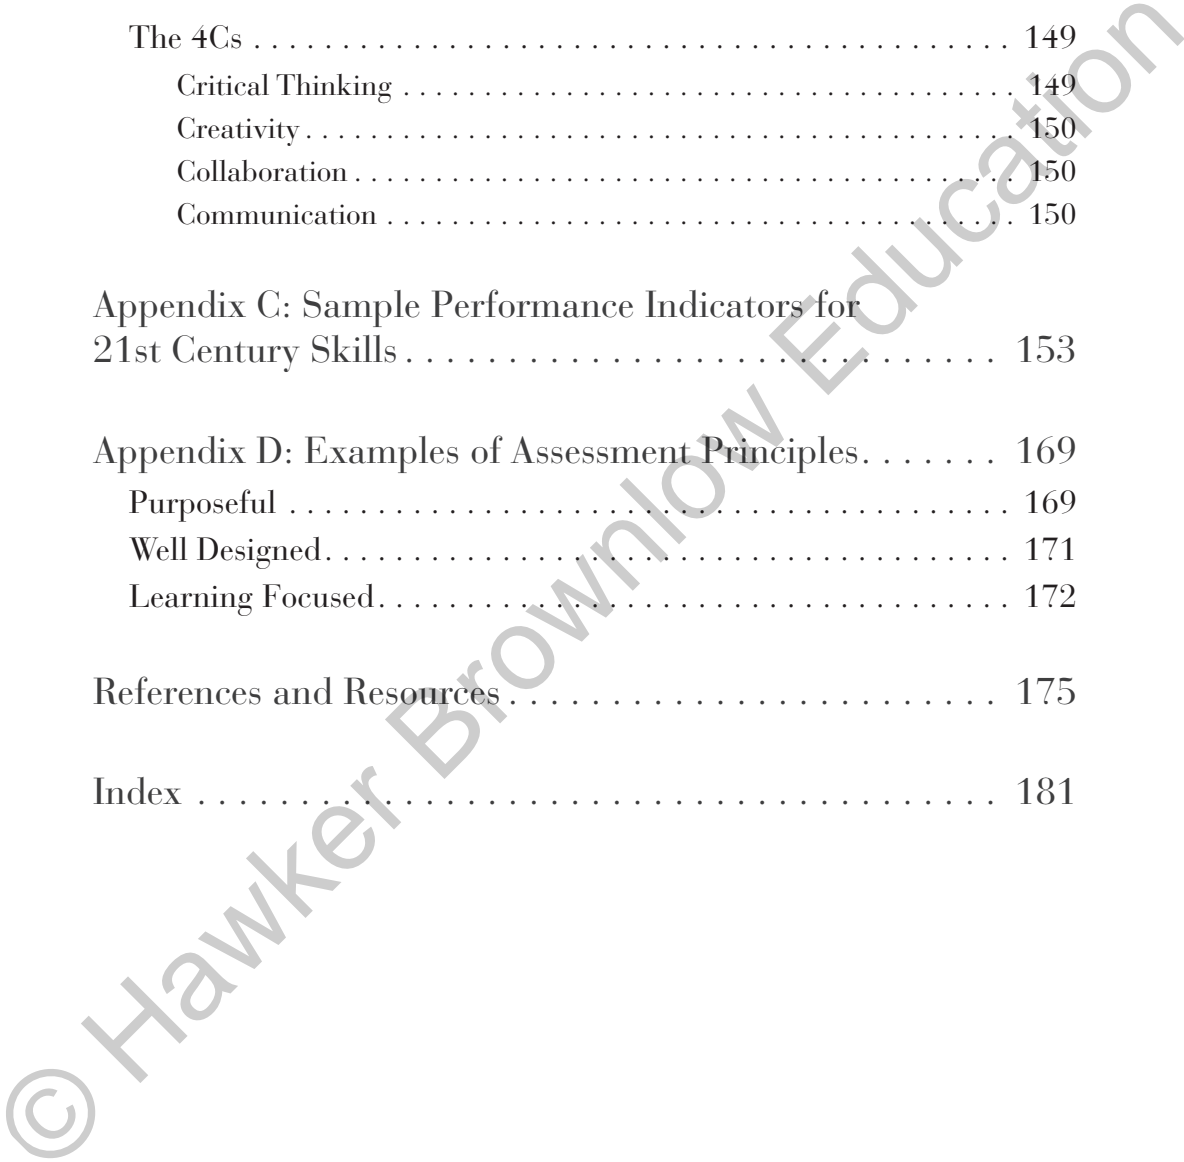 The 4Cs . . . . . . . . . . . . . . . . . . . . . . . . . . . . . . . . . . . . . . . . . . . 149
Critical Thinking . . . . . . . . . . . . . . . . . . . . . . . . . . . . . . . . . . . 149
Creativity . . . . . . . . . . . . . . . . . . . . . . . . . . . . . . . . . . . . . . . . 150
Collaboration . . . . . . . . . . . . . . . . . . . . . . . . . . . . . . . . . . . . . 150
Communication . . . . . . . . . . . . . . . . . . . . . . . . . . . . . . . . . . . 150
Appendix C: Sample Performance Indicators for
21st Century Skills . . . . . . . . . . . . . . . . . . . . . . . . . . . . 153
Appendix D: Examples of Assessment Principles. . . . . . . 169
Purposeful . . . . . . . . . . . . . . . . . . . . . . . . . . . . . . . . . . . . . . . . 169
Well Designed. . . . . . . . . . . . . . . . . . . . . . . . . . . . . . . . . . . . . . 171
Learning Focused. . . . . . . . . . . . . . . . . . . . . . . . . . . . . . . . . . . 172
References and Resources . . . . . . . . . . . . . . . . . . . . . . . 175
Index . . . . . . . . . . . . . . . . . . . . . . . . . . . . . . . . . . . . . . 181
© Hawker Brownlow Education